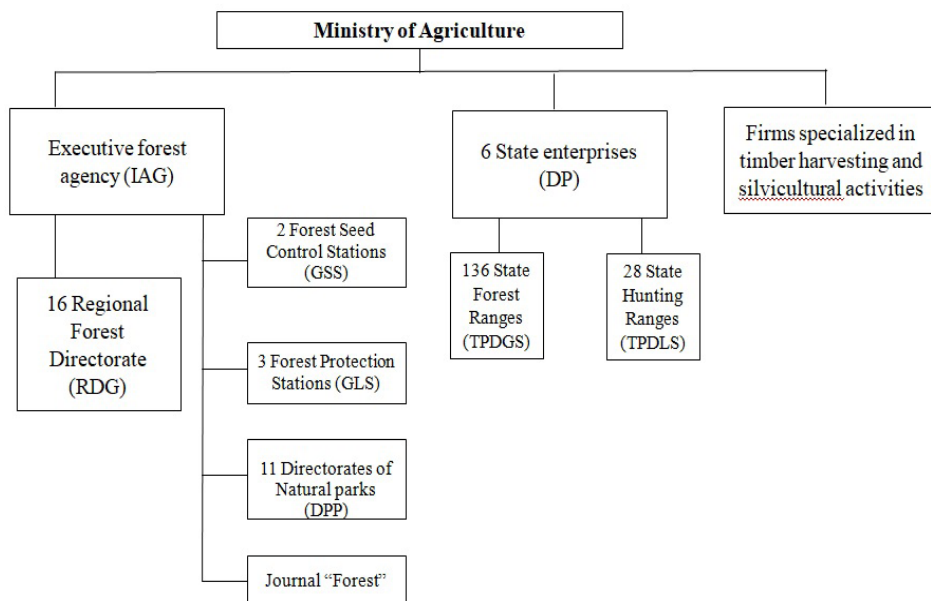 Ministry of Agriculture
Executive forest
agency (IAG)
6 State enterprises
(DP)
Firms specialized in
timber harvesting and
silvicultural activities
16 Regional
Forest
Directorate
(RDG)
2 Forest Seed
Control Stations
(GSS)
3 Forest Protection
Stations (GLS)
11 Directorates of
Natural parks
(DPP)
Journal “Forest”
136 State
Forest
Ranges
(TPDGS)
28 State
Hunting
Ranges
(TPDLS)